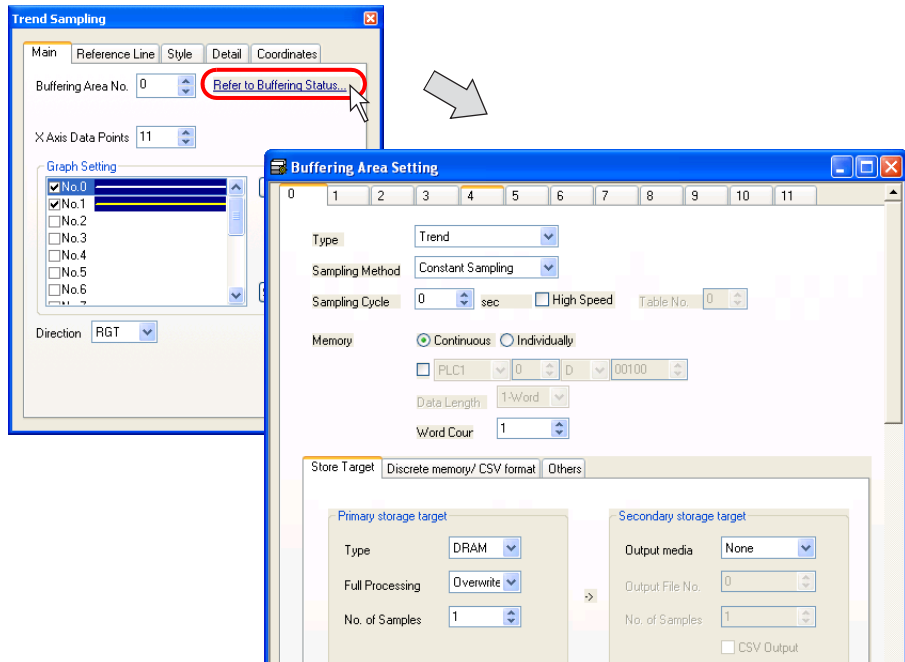 Trend Sampling
Main Reference Line Style Detail Coordinates
Buffering Area No. 0 Refer to Buffering Status...
X Axis Data Points 11
Graph Setting
No.0
No.1
No.2
No.3
No.4
No.5
No.6
Direction RGT
Buffering Area Setting
0 1 2 3 4 5 6 7 8 9 10 11
Type Trend
Sampling Method Constant Sampling
Sampling Cycle 0 sec High Speed Table No. 0
Memory Continuous Individually
PLC1 0 D 00100
Data Length 1-Word
Word Cour 1
Store Target Discrete memory/ CSV format Others
Primary storage target
Type DRAM
Full Processing Overwrite
No. of Samples 1
->
Secondary storage target
Output media None
Output File No. 0
No. of Samples 1
CSV Output